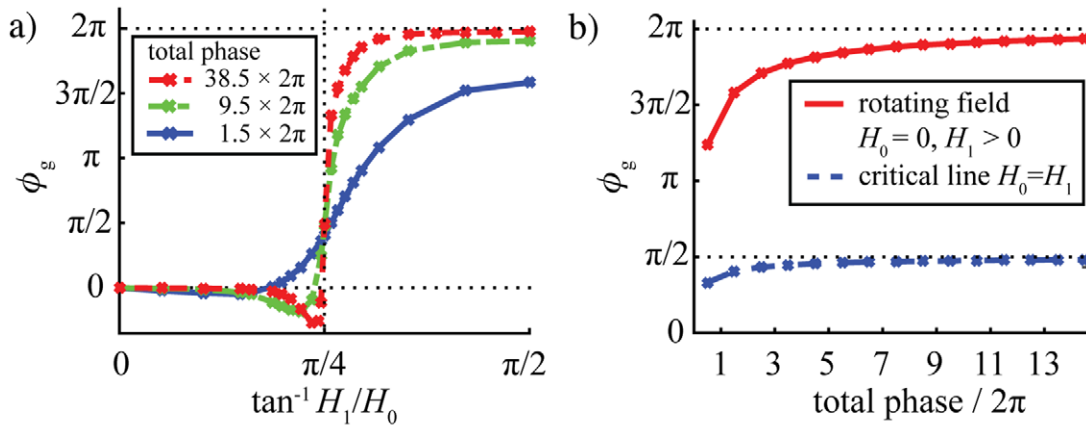 a)
2π
3π/2
π
π/2
0
ϕg
total phase
38.5 × 2π
9.5 × 2π
1.5 × 2π
0
π/4
π/2
tan⁻¹ H₁/H₀
b)
2π
3π/2
π
π/2
0
ϕg
rotating field
H₀ = 0, H₁ > 0
critical line H₀=H₁
1
3
5
7
9
11
13
total phase / 2π